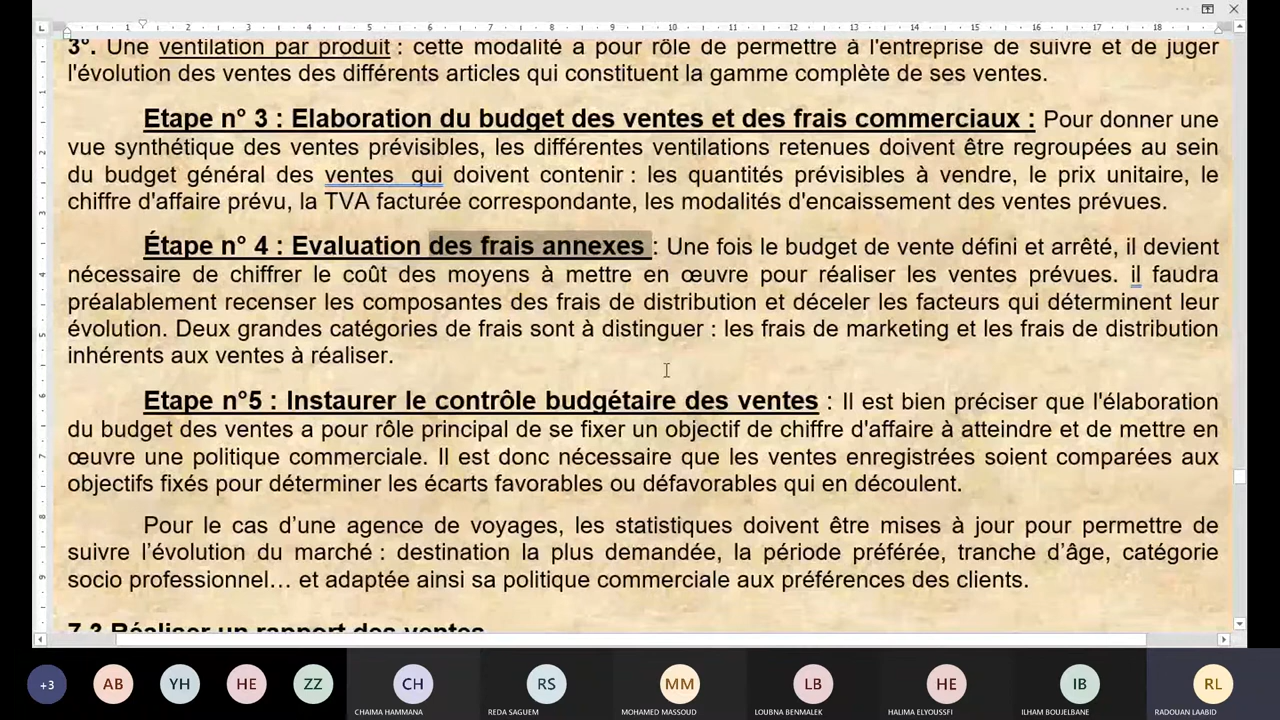 3°. Une ventilation par produit : cette modalité a pour rôle de permettre à l'entreprise de suivre et de juger
l'évolution des ventes des différents articles qui constituent la gamme complète de ses ventes.
Etape n° 3 : Elaboration du budget des ventes et des frais commerciaux : Pour donner une
vue synthétique des ventes prévisibles, les différentes ventilations retenues doivent être regroupées au sein
du budget général des ventes qui doivent contenir : les quantités prévisibles à vendre, le prix unitaire, le
chiffre d'affaire prévu, la TVA facturée correspondante, les modalités d'encaissement des ventes prévues.
Étape n° 4 : Evaluation des frais annexes : Une fois le budget de vente défini et arrêté, il devient
nécessaire de chiffrer le coût des moyens à mettre en œuvre pour réaliser les ventes prévues. il faudra
préalablement recenser les composantes des frais de distribution et déceler les facteurs qui déterminent leur
évolution. Deux grandes catégories de frais sont à distinguer : les frais de marketing et les frais de distribution
inhérents aux ventes à réaliser.
Etape n°5 : Instaurer le contrôle budgétaire des ventes : Il est bien préciser que l'élaboration
du budget des ventes a pour rôle principal de se fixer un objectif de chiffre d'affaire à atteindre et de mettre en
œuvre une politique commerciale. Il est donc nécessaire que les ventes enregistrées soient comparées aux
objectifs fixés pour déterminer les écarts favorables ou défavorables qui en découlent.
Pour le cas d'une agence de voyages, les statistiques doivent être mises à jour pour permettre de
suivre l'évolution du marché : destination la plus demandée, la période préférée, tranche d'âge, catégorie
socio professionnel… et adaptée ainsi sa politique commerciale aux préférences des clients.
7.3 Réaliser un rapport des ventes
+3 AB YH HE ZZ CH RS MM LB HE IB RL
CHAIMA HAMMANA REDA SAGUEM MOHAMED MASSOUD LOUBNA BENMALEK HALIMA ELYOUSSFI ILHAM BOUJELBANE RADOUAN LAABID